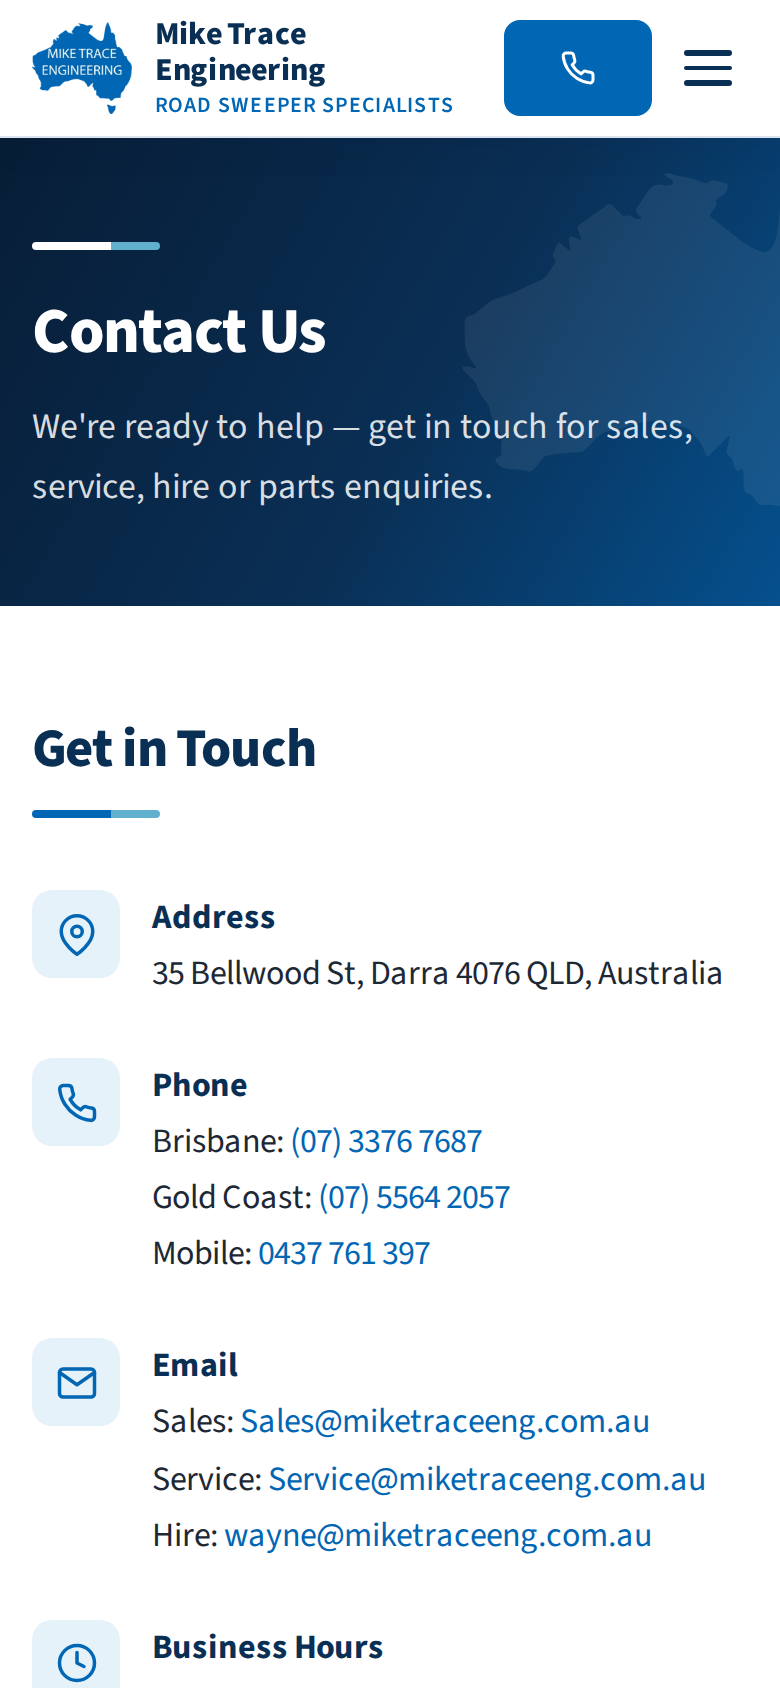 MIKE TRACE
ENGINEERING
Mike Trace
Engineering
ROAD SWEEPER SPECIALISTS
Contact Us
We're ready to help — get in touch for sales,
service, hire or parts enquiries.
Get in Touch
Address
35 Bellwood St, Darra 4076 QLD, Australia
Phone
Brisbane: (07) 3376 7687
Gold Coast: (07) 5564 2057
Mobile: 0437 761 397
Email
Sales: Sales@miketraceeng.com.au
Service: Service@miketraceeng.com.au
Hire: wayne@miketraceeng.com.au
Business Hours